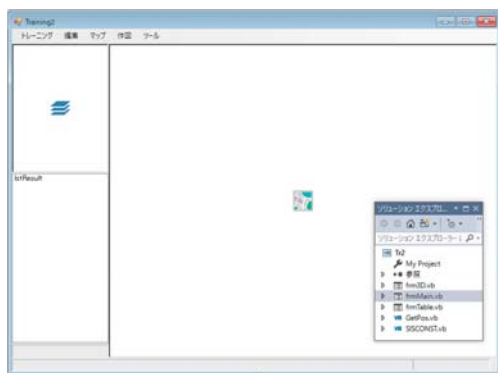 Training2
トレーニング 編集 マップ 作図 ツール
lstResult
ソリューション エクスプロ...
ソリューション エクスプローラー
Tr2
My Project
参照
frm3D.vb
frmMain.vb
frmTable.vb
GetPos.vb
SISCONST.vb